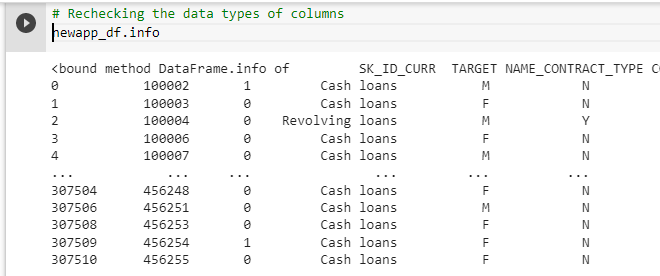 # Rechecking the data types of columns
newapp_df.info
<bound method DataFrame.info of SK_ID_CURR TARGET NAME_CONTRACT_TYPE
0 100002 1 Cash loans M N
1 100003 0 Cash loans F N
2 100004 0 Revolving loans M Y
3 100006 0 Cash loans F N
4 100007 0 Cash loans M N
... ... ... ... ... ...
307504 456248 0 Cash loans F N
307506 456251 0 Cash loans M N
307508 456253 0 Cash loans F N
307509 456254 1 Cash loans F N
307510 456255 0 Cash loans F N